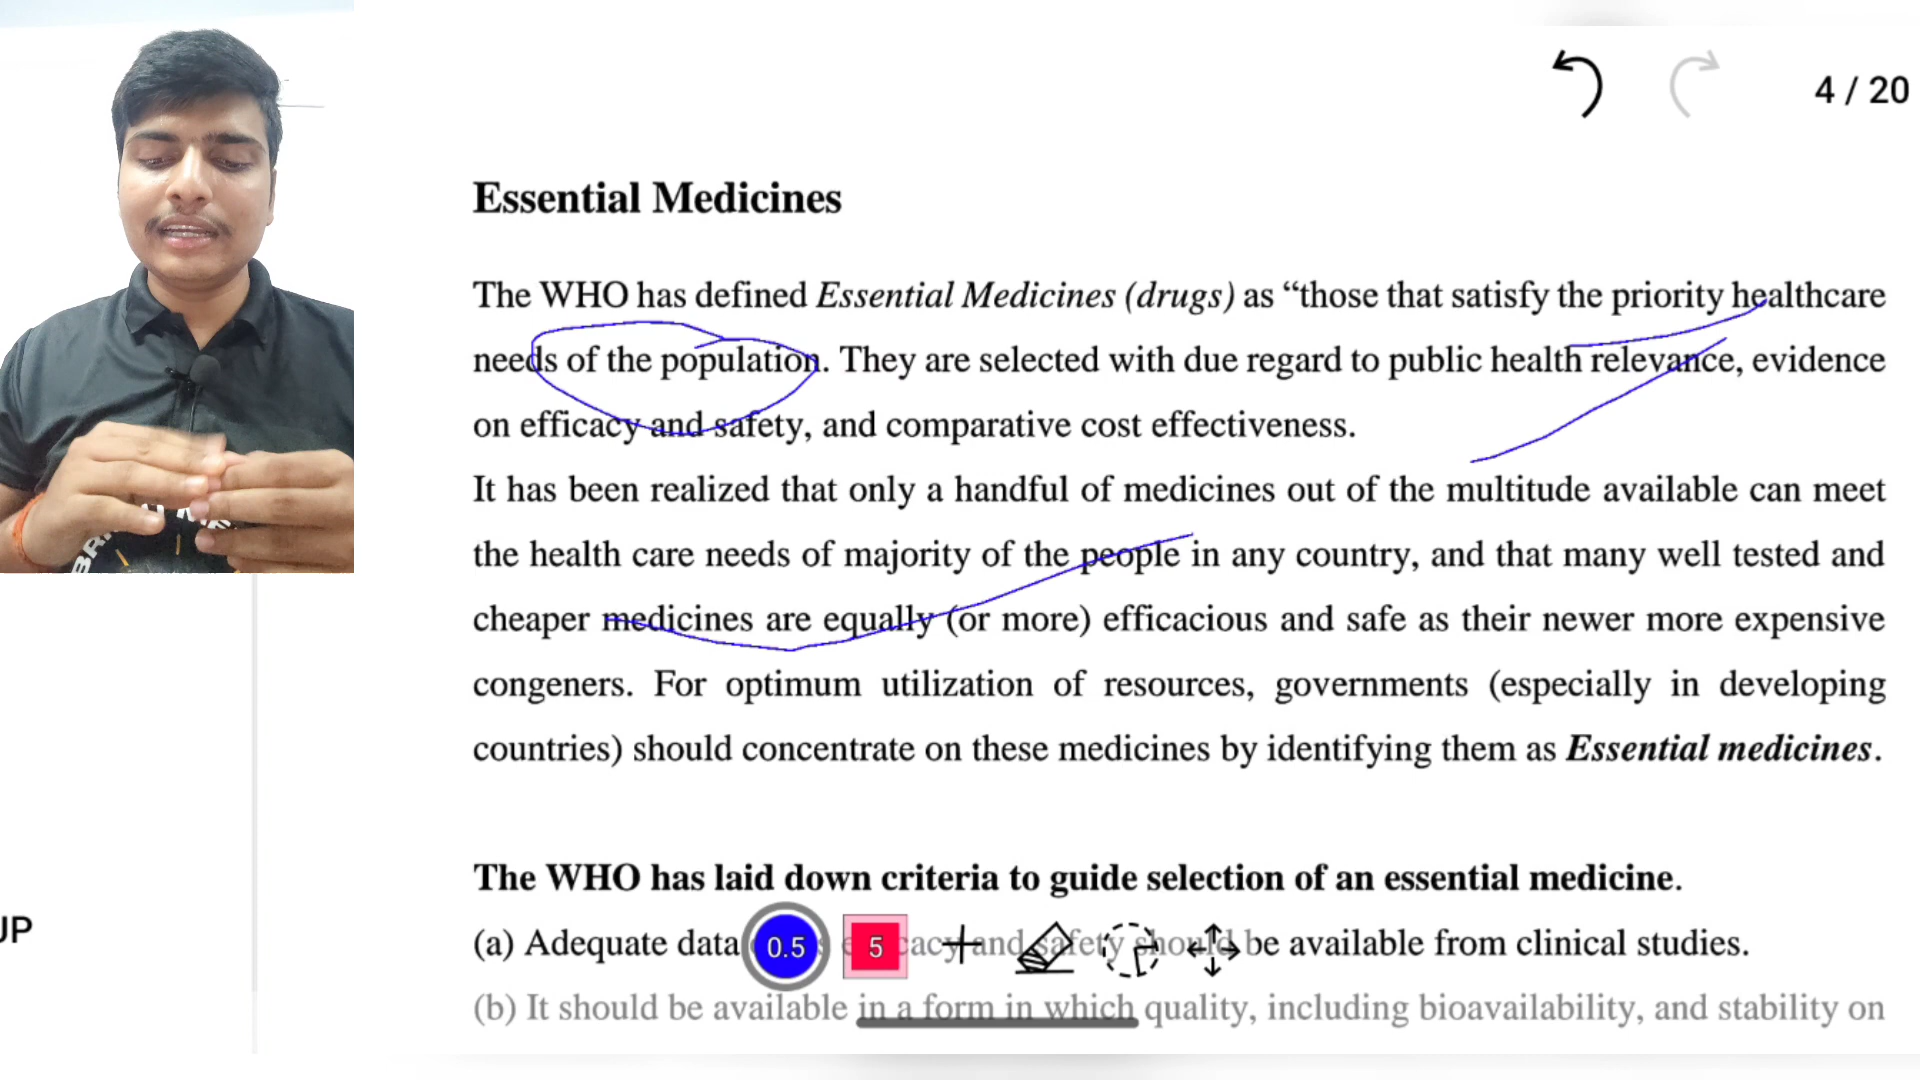 4 / 20
Essential Medicines
The WHO has defined Essential Medicines (drugs) as “those that satisfy the priority healthcare
needs of the population. They are selected with due regard to public health relevance, evidence
on efficacy and safety, and comparative cost effectiveness.
It has been realized that only a handful of medicines out of the multitude available can meet
the health care needs of majority of the people in any country, and that many well tested and
cheaper medicines are equally (or more) efficacious and safe as their newer more expensive
congeners. For optimum utilization of resources, governments (especially in developing
countries) should concentrate on these medicines by identifying them as Essential medicines.
The WHO has laid down criteria to guide selection of an essential medicine.
UP
(a) Adequate data and safety should be available from clinical studies.
0.5 5
(b) It should be available in a form in which quality, including bioavailability, and stability on